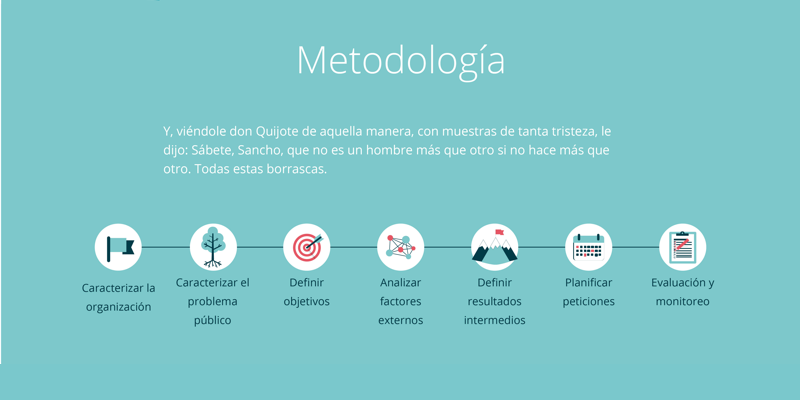 Metodología
Y, viéndole don Quijote de aquella manera, con muestras de tanta tristeza, le
dijo: Sábete, Sancho, que no es un hombre más que otro si no hace más que
otro. Todas estas borrascas.
Caracterizar la
organización
Caracterizar el
problema
público
Definir
objetivos
Analizar
factores
externos
Definir
resultados
intermedios
Planificar
peticiones
Evaluación y
monitoreo